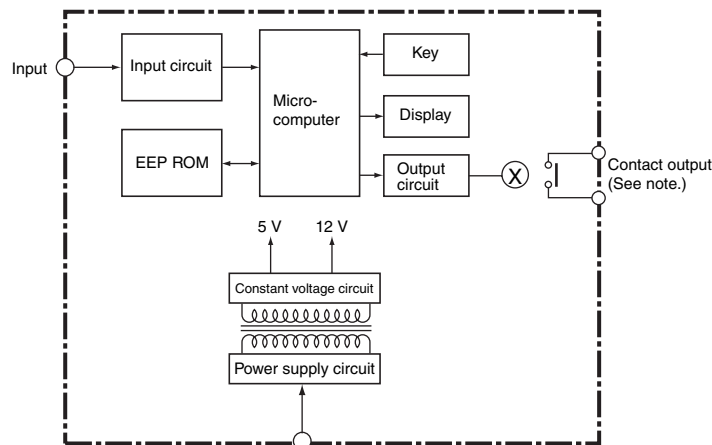 Input
Input circuit
Micro-
computer
Key
Display
EEP ROM
Output
circuit
X
Contact output
(See note.)
5 V
12 V
Constant voltage circuit
Power supply circuit